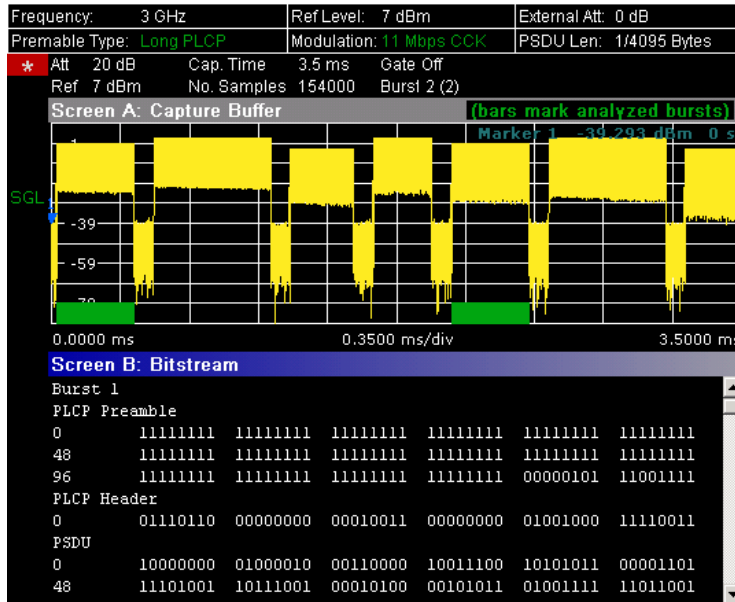 Frequency: 3 GHz Ref Level: 7 dBm External Att: 0 dB
Premable Type: Long PLCP Modulation: 11 Mbps CCK PSDU Len: 1/4095 Bytes
* Att 20 dB Cap. Time 3.5 ms Gate Off
Ref 7 dBm No. Samples 154000 Burst 2 (2)
Screen A: Capture Buffer (bars mark analyzed bursts)
Marker 1 -39.293 dBm 0 s
SGL
1
-39
-59
0.0000 ms 0.3500 ms/div 3.5000 ms
Screen B: Bitstream
Burst 1
PLCP Preamble
0 11111111 11111111 11111111 11111111 11111111 11111111
48 11111111 11111111 11111111 11111111 11111111 11111111
96 11111111 11111111 11111111 11111111 00000101 11001111
PLCP Header
0 01110110 00000000 00010011 00000000 01001000 11110011
PSDU
0 10000000 01000010 00110000 10011100 10101011 00001101
48 11101001 10111001 00010100 00101011 01001111 11011001